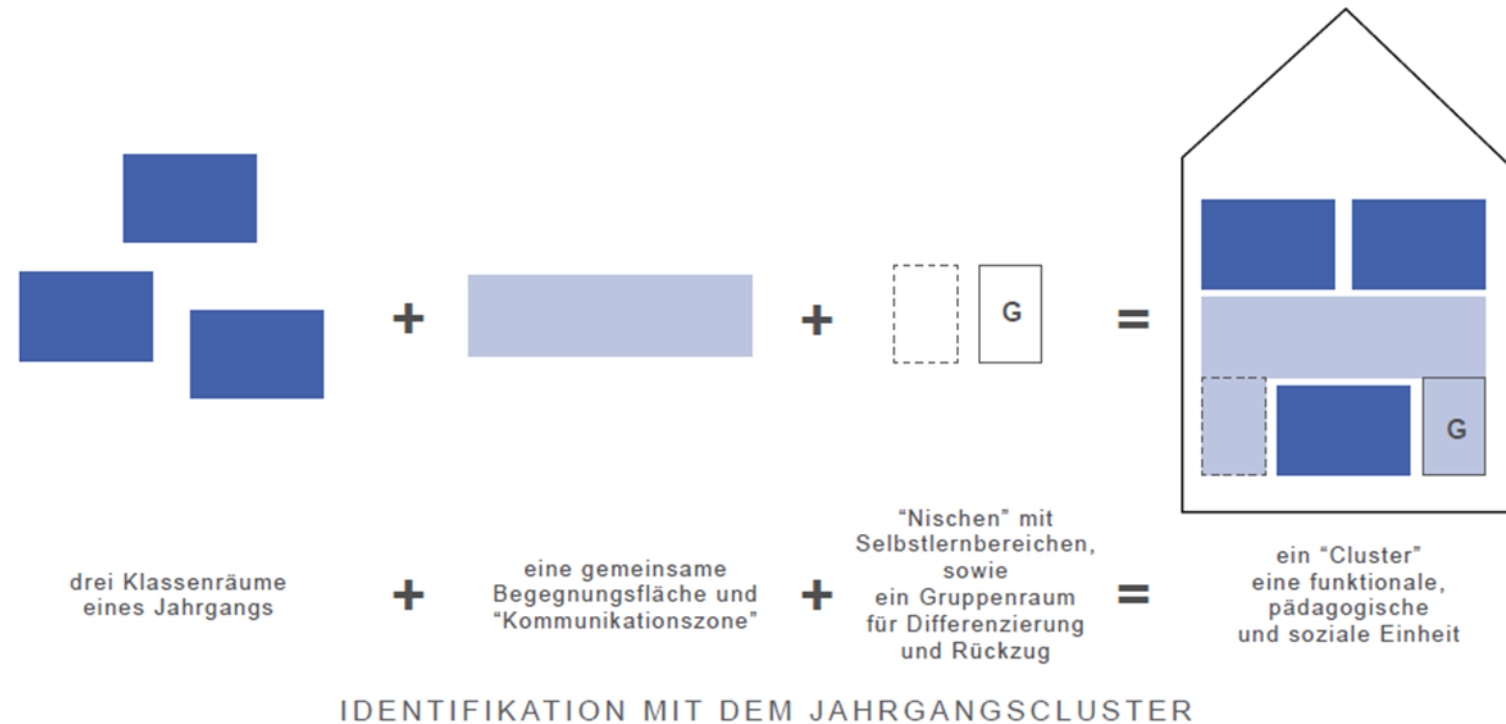 +
+
G
=
G
drei Klassenräume
eines Jahrgangs
+
eine gemeinsame
Begegnungsfläche und
“Kommunikationszone”
+
“Nischen” mit
Selbstlernbereichen,
sowie
ein Gruppenraum
für Differenzierung
und Rückzug
=
ein “Cluster”
eine funktionale,
pädagogische
und soziale Einheit
IDENTIFIKATION MIT DEM JAHRGANGSCLUSTER